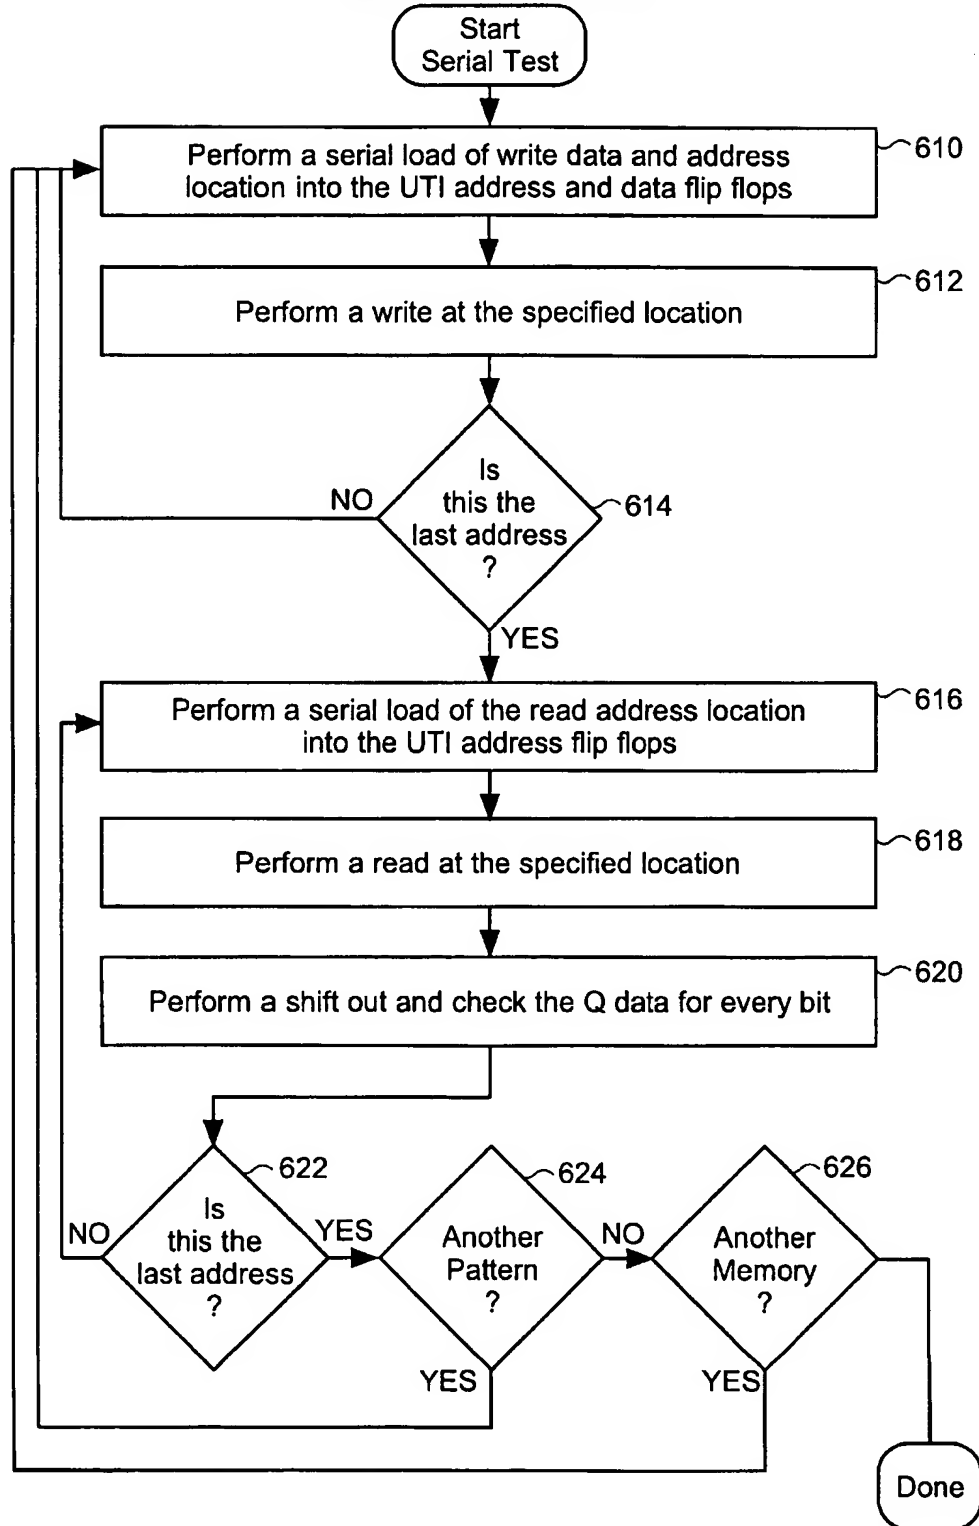 Start
Serial Test
Perform a serial load of write data and address
location into the UTI address and data flip flops
610
Perform a write at the specified location
612
Is
this the
last address
?
614
NO
YES
Perform a serial load of the read address location
into the UTI address flip flops
616
Perform a read at the specified location
618
Perform a shift out and check the Q data for every bit
620
Is
this the
last address
?
622
NO
YES
Another
Pattern
?
624
NO
YES
Another
Memory
?
626
YES
Done